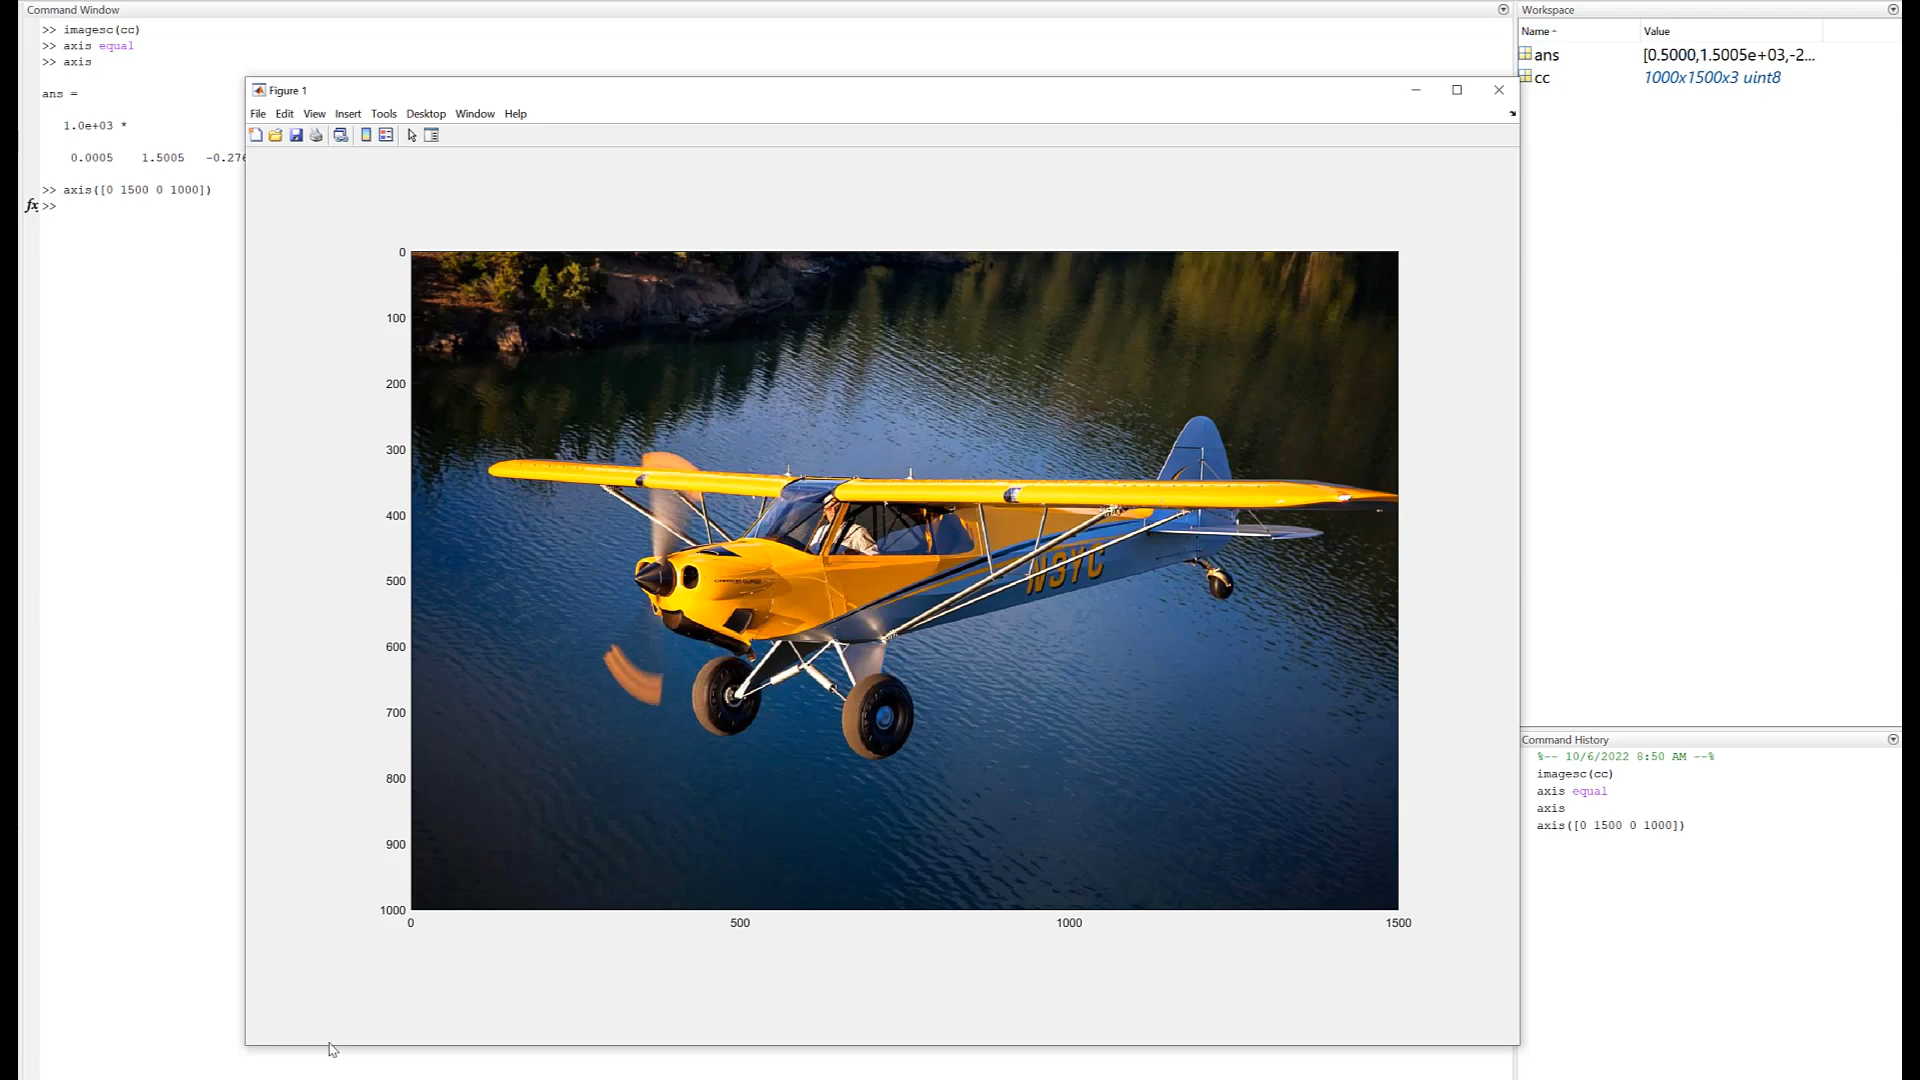 Command Window
>> imagesc(cc)
>> axis equal
>> axis
ans =
1.0e+03 *
0.0005 1.5005 -0.276
>> axis([0 1500 0 1000])
fx >>
Figure 1
File Edit View Insert Tools Desktop Window Help
0
100
200
300
400
500
600
700
800
900
1000
0 500 1000 1500
N3YC
Workspace
Name Value
ans [0.5000,1.5005e+03,-2...
cc 1000x1500x3 uint8
Command History
%-- 10/6/2022 8:50 AM --%
imagesc(cc)
axis equal
axis
axis([0 1500 0 1000])